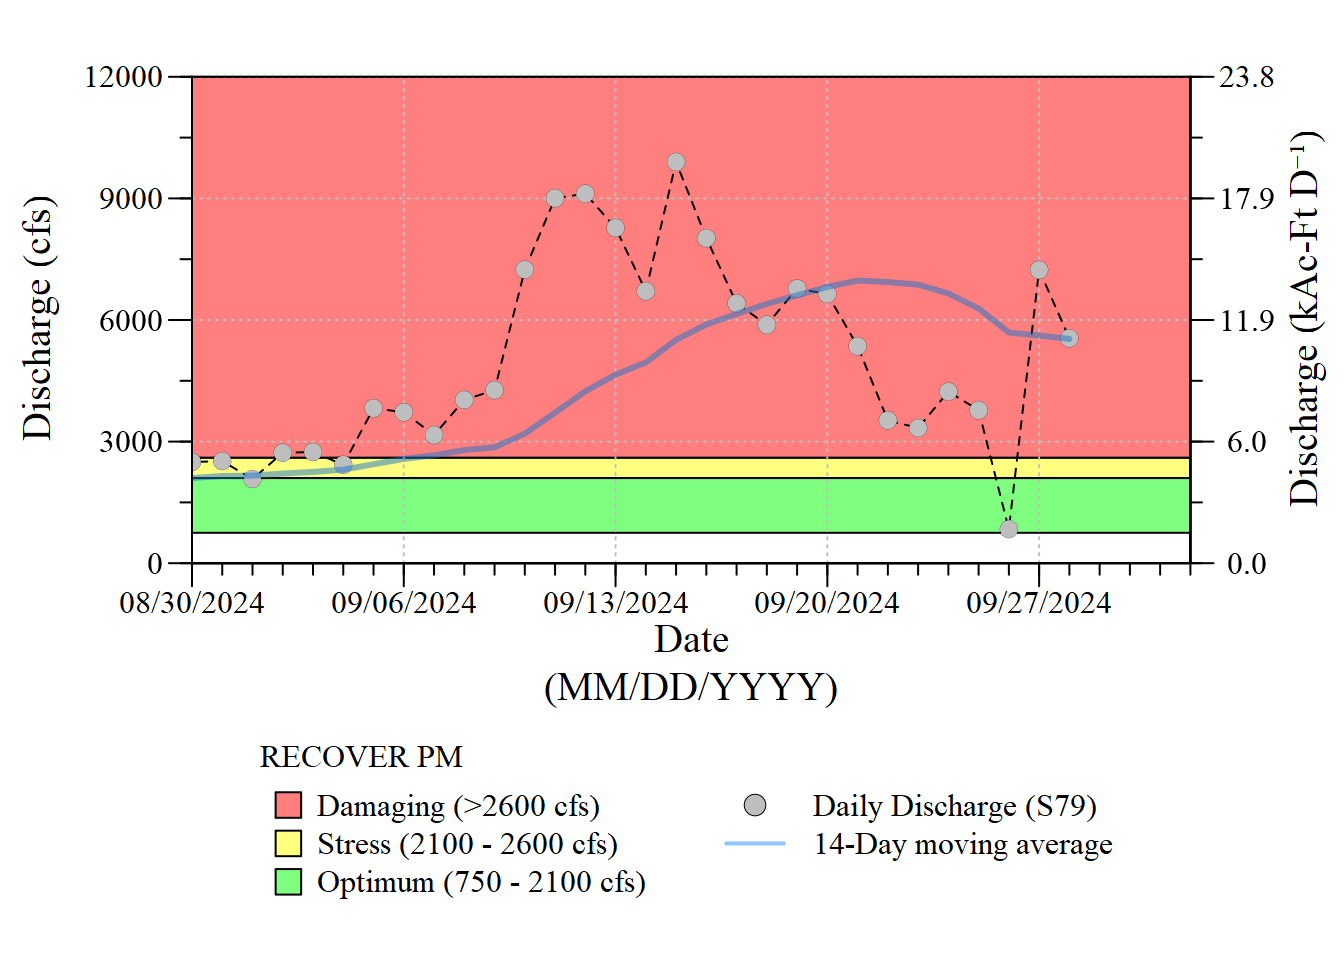 12000
9000
6000
3000
0
Discharge (cfs)
23.8
17.9
11.9
6.0
0.0
Discharge (kAc-Ft D⁻¹)
08/30/2024 09/06/2024 09/13/2024 09/20/2024 09/27/2024
Date
(MM/DD/YYYY)
RECOVER PM
Damaging (>2600 cfs)
Stress (2100 - 2600 cfs)
Optimum (750 - 2100 cfs)
Daily Discharge (S79)
14-Day moving average